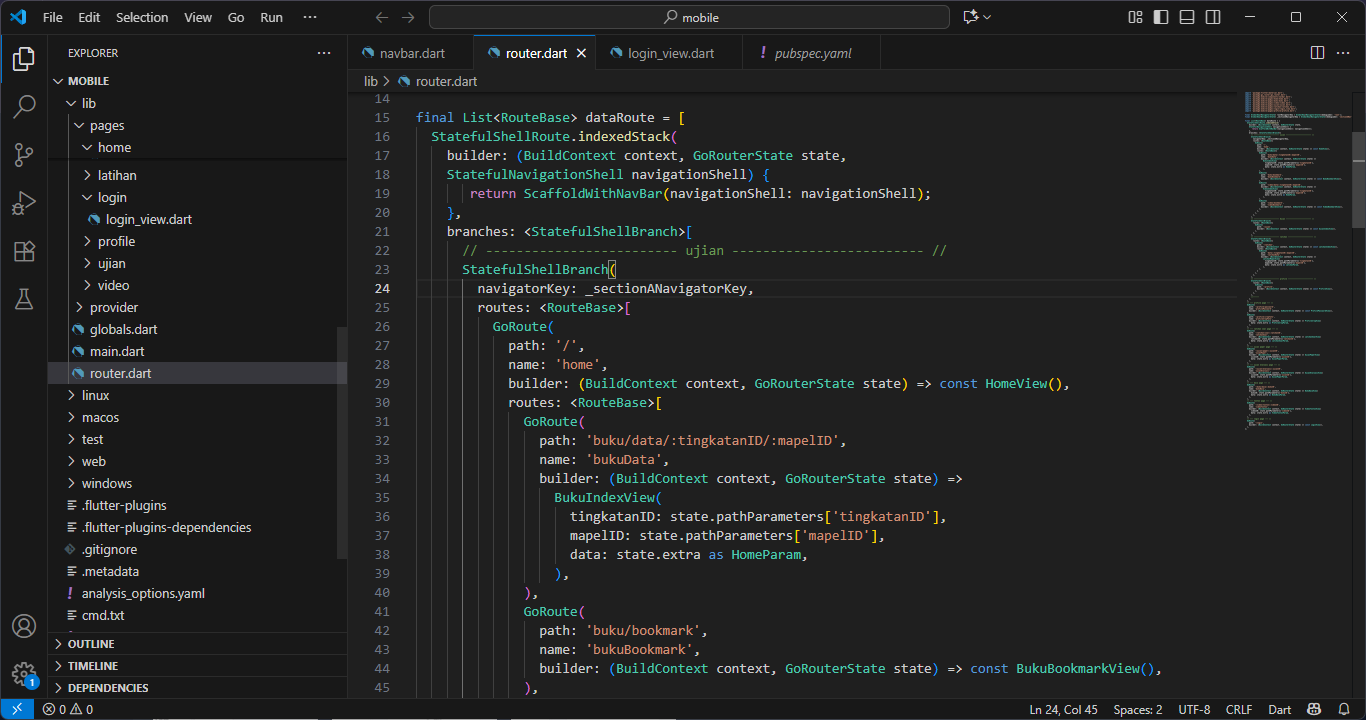 File Edit Selection View Go Run ···
mobile
EXPLORER
MOBILE
lib
pages
home
latihan
login
login_view.dart
profile
ujian
video
provider
globals.dart
main.dart
router.dart
linux
macos
test
web
windows
.flutter-plugins
.flutter-plugins-dependencies
.gitignore
.metadata
analysis_options.yaml
cmd.txt
OUTLINE
TIMELINE
DEPENDENCIES
1
navbar.dart
router.dart
login_view.dart
! pubspec.yaml
lib > router.dart
14
15 final List<RouteBase> dataRoute = [
16 StatefulShellRoute.indexedStack(
17 builder: (BuildContext context, GoRouterState state,
18 StatefulNavigationShell navigationShell) {
19 return ScaffoldWithNavBar(navigationShell: navigationShell);
20 },
21 branches: <StatefulShellBranch>[
22 // ------------------------- ujian ------------------------- //
23 StatefulShellBranch(
24 navigatorKey: _sectionANavigatorKey,
25 routes: <RouteBase>[
26 GoRoute(
27 path: '/',
28 name: 'home',
29 builder: (BuildContext context, GoRouterState state) => const HomeView(),
30 routes: <RouteBase>[
31 GoRoute(
32 path: 'buku/data/:tingkatanID/:mapelID',
33 name: 'bukuData',
34 builder: (BuildContext context, GoRouterState state) =>
35 BukuIndexView(
36 tingkatanID: state.pathParameters['tingkatanID'],
37 mapelID: state.pathParameters['mapelID'],
38 data: state.extra as HomeParam,
39 ),
40 ),
41 GoRoute(
42 path: 'buku/bookmark',
43 name: 'bukuBookmark',
44 builder: (BuildContext context, GoRouterState state) => const BukuBookmarkView(),
45 ),
0 0 Ln 24, Col 45 Spaces: 2 UTF-8 CRLF Dart